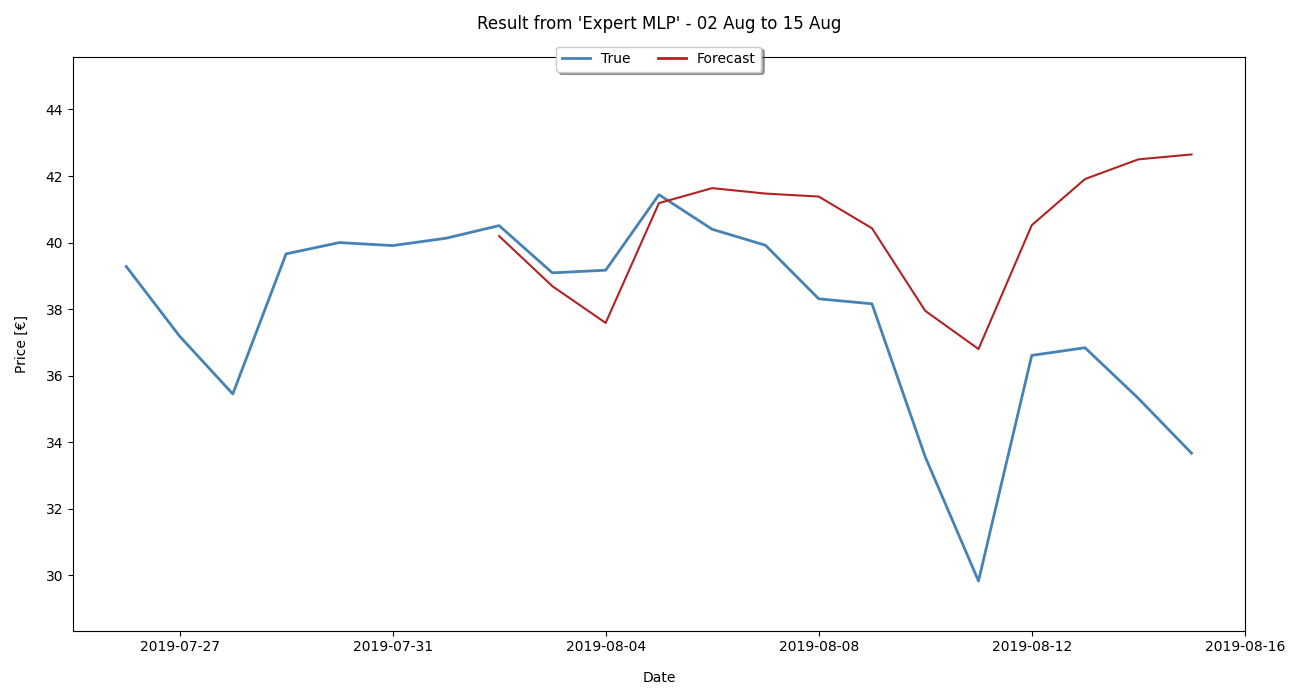 Result from 'Expert MLP' - 02 Aug to 15 Aug
True Forecast
44
42
40
38
36
34
32
30
Price [€]
2019-07-27 2019-07-31 2019-08-04 2019-08-08 2019-08-12 2019-08-16
Date